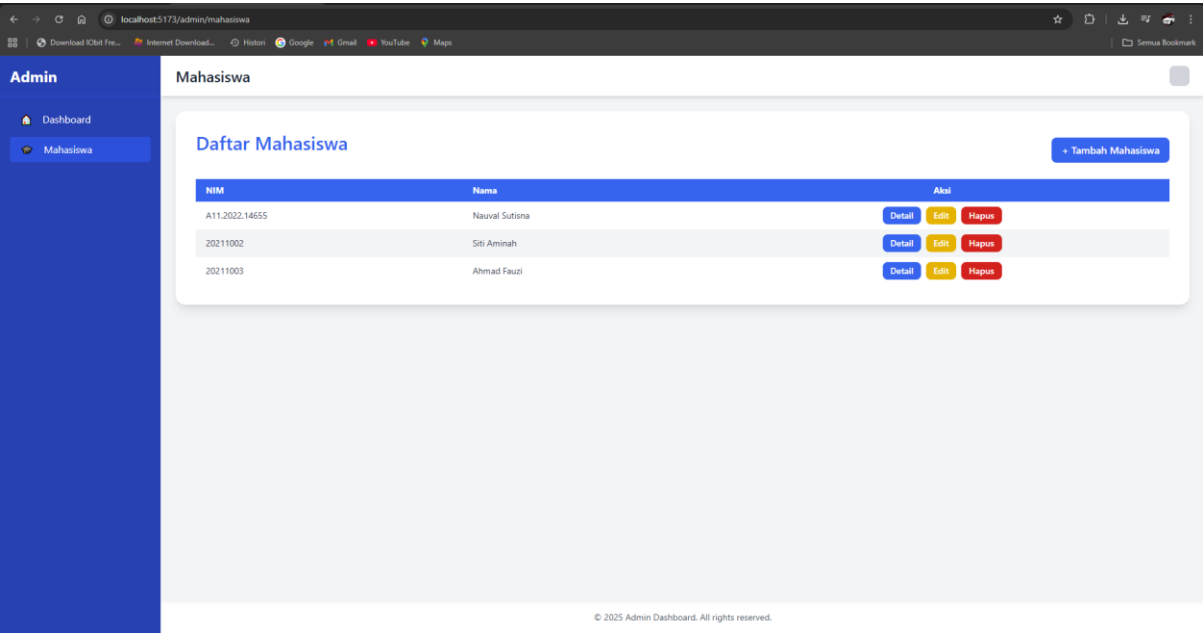 localhost:5173/admin/mahasiswa
Download IObit Fre... Internet Download... Histori Google Gmail YouTube Maps Semua Bookmark
Admin
Mahasiswa
Dashboard
Mahasiswa
Daftar Mahasiswa
+ Tambah Mahasiswa
NIM Nama Aksi
A11.2022.14655 Nauval Sutisna Detail Edit Hapus
20211002 Siti Aminah Detail Edit Hapus
20211003 Ahmad Fauzi Detail Edit Hapus
© 2025 Admin Dashboard. All rights reserved.